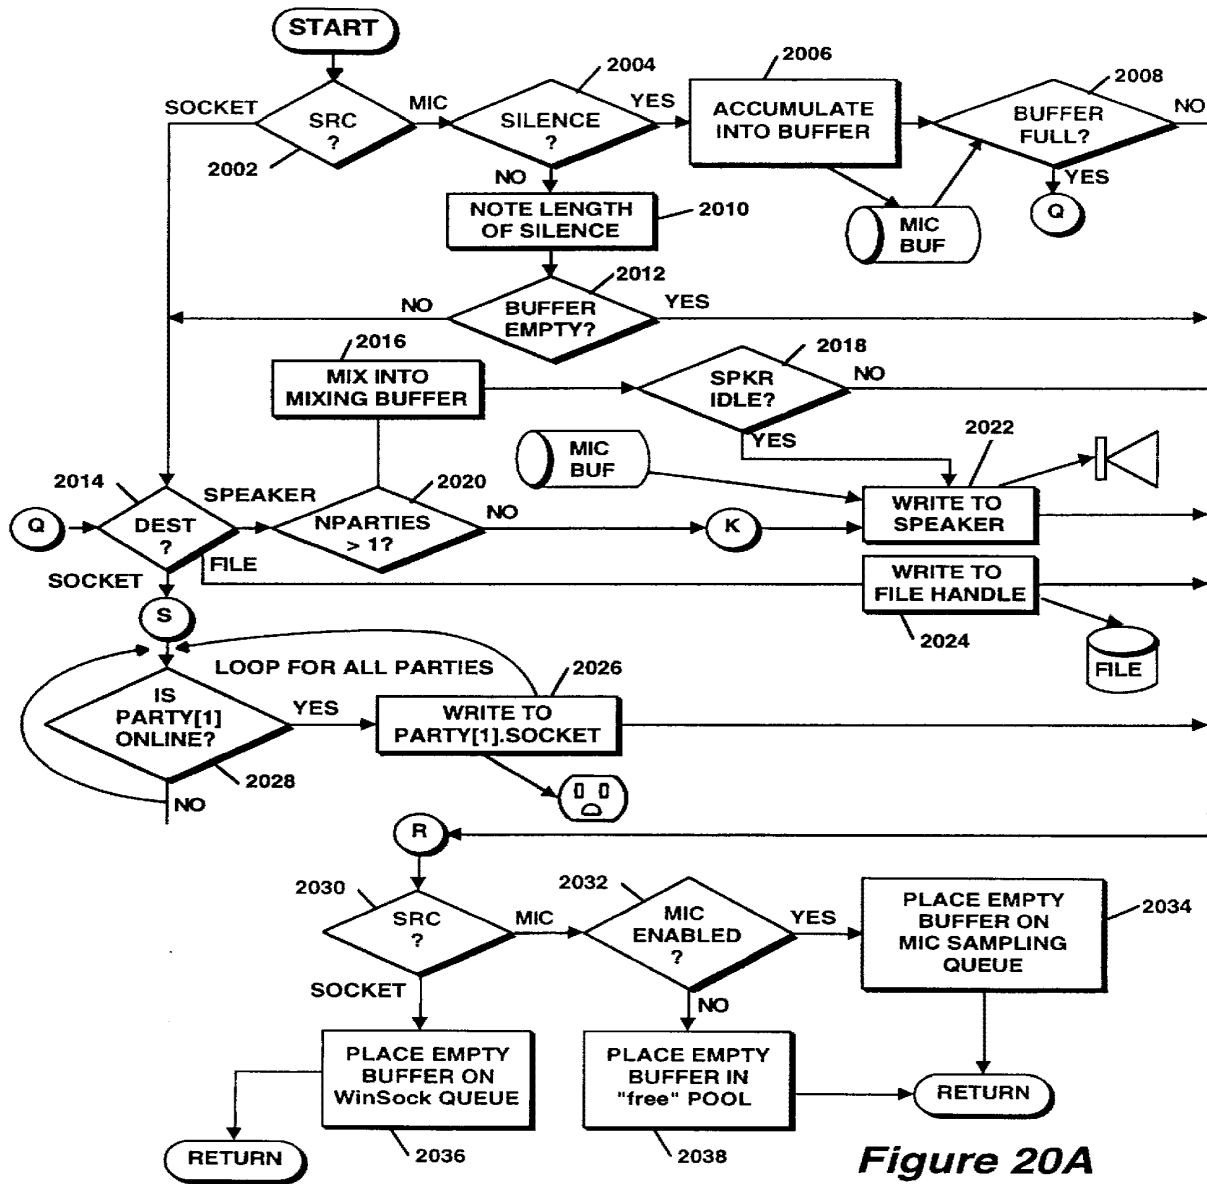 START
2004
2006
2008
SOCKET
SRC
?
MIC
SILENCE
?
YES
ACCUMULATE
INTO BUFFER
BUFFER
FULL?
NO
2002
NO
YES
NOTE LENGTH
OF SILENCE
2010
MIC
BUF
Q
2012
NO
BUFFER
EMPTY?
YES
2016
2018
MIX INTO
MIXING BUFFER
SPKR
IDLE?
NO
YES
2022
MIC
BUF
2014
SPEAKER
2020
Q
DEST
?
NPARTIES
> 1?
NO
K
WRITE TO
SPEAKER
FILE
SOCKET
WRITE TO
FILE HANDLE
S
2024
LOOP FOR ALL PARTIES
2026
FILE
IS
PARTY[1]
ONLINE?
YES
WRITE TO
PARTY[1].SOCKET
2028
NO
R
2030
2032
SRC
?
MIC
MIC
ENABLED
?
YES
PLACE EMPTY
BUFFER ON
MIC SAMPLING
QUEUE
2034
SOCKET
NO
PLACE EMPTY
BUFFER ON
WinSock QUEUE
PLACE EMPTY
BUFFER IN
"free" POOL
RETURN
RETURN
2036
2038
Figure 20A